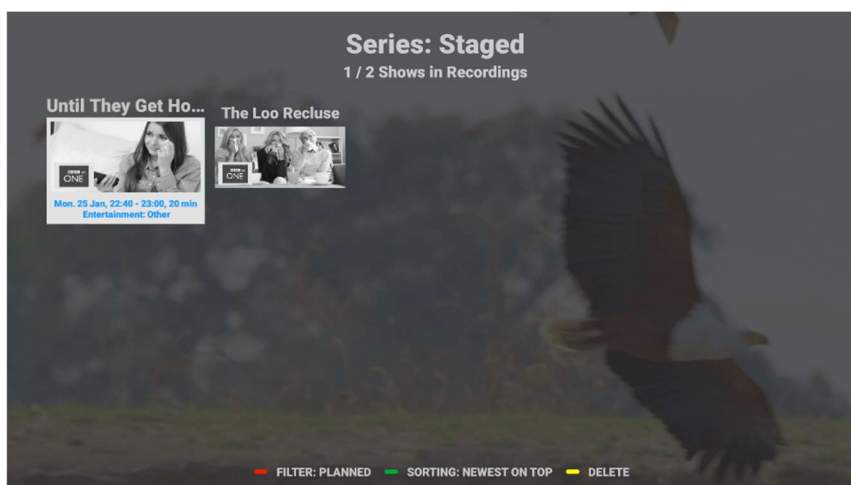 Series: Staged
1 / 2 Shows in Recordings
Until They Get Ho...
The Loo Recluse
BBC
ONE
BBC
ONE
Mon. 25 Jan, 22:40 - 23:00, 20 min
Entertainment: Other
FILTER: PLANNED
SORTING: NEWEST ON TOP
DELETE